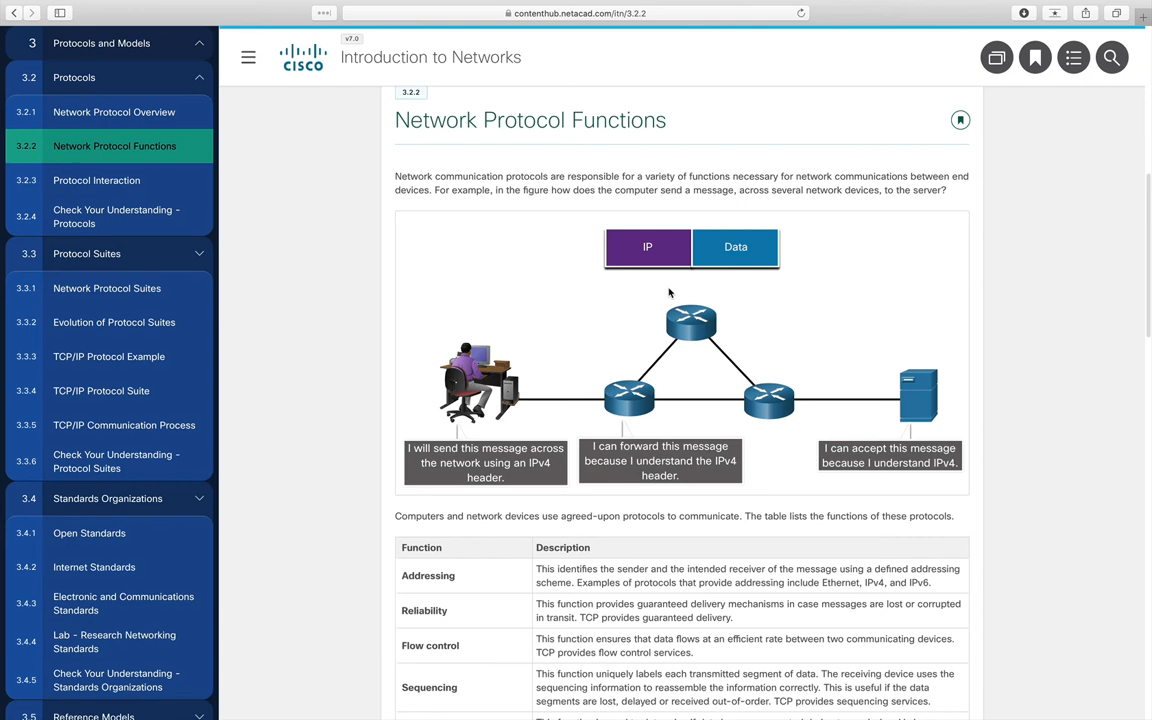 contenthub.netacad.com/itn/3.2.2
3 Protocols and Models
3.2 Protocols
3.2.1 Network Protocol Overview
3.2.2 Network Protocol Functions
3.2.3 Protocol Interaction
3.2.4 Check Your Understanding -
Protocols
3.3 Protocol Suites
3.3.1 Network Protocol Suites
3.3.2 Evolution of Protocol Suites
3.3.3 TCP/IP Protocol Example
3.3.4 TCP/IP Protocol Suite
3.3.5 TCP/IP Communication Process
3.3.6 Check Your Understanding -
Protocol Suites
3.4 Standards Organizations
3.4.1 Open Standards
3.4.2 Internet Standards
3.4.3 Electronic and Communications
Standards
3.4.4 Lab - Research Networking
Standards
3.4.5 Check Your Understanding -
Standards Organizations
3.5 Reference Models
CISCO
v7.0
Introduction to Networks
3.2.2
Network Protocol Functions
Network communication protocols are responsible for a variety of functions necessary for network communications between end
devices. For example, in the figure how does the computer send a message, across several network devices, to the server?
IP Data
I will send this message across
the network using an IPv4
header.
I can forward this message
because I understand the IPv4
header.
I can accept this message
because I understand IPv4.
Computers and network devices use agreed-upon protocols to communicate. The table lists the functions of these protocols.
Function Description
Addressing
This identifies the sender and the intended receiver of the message using a defined addressing
scheme. Examples of protocols that provide addressing include Ethernet, IPv4, and IPv6.
Reliability
This function provides guaranteed delivery mechanisms in case messages are lost or corrupted
in transit. TCP provides guaranteed delivery.
Flow control
This function ensures that data flows at an efficient rate between two communicating devices.
TCP provides flow control services.
Sequencing
This function uniquely labels each transmitted segment of data. The receiving device uses the
sequencing information to reassemble the information correctly. This is useful if the data
segments are lost, delayed or received out-of-order. TCP provides sequencing services.